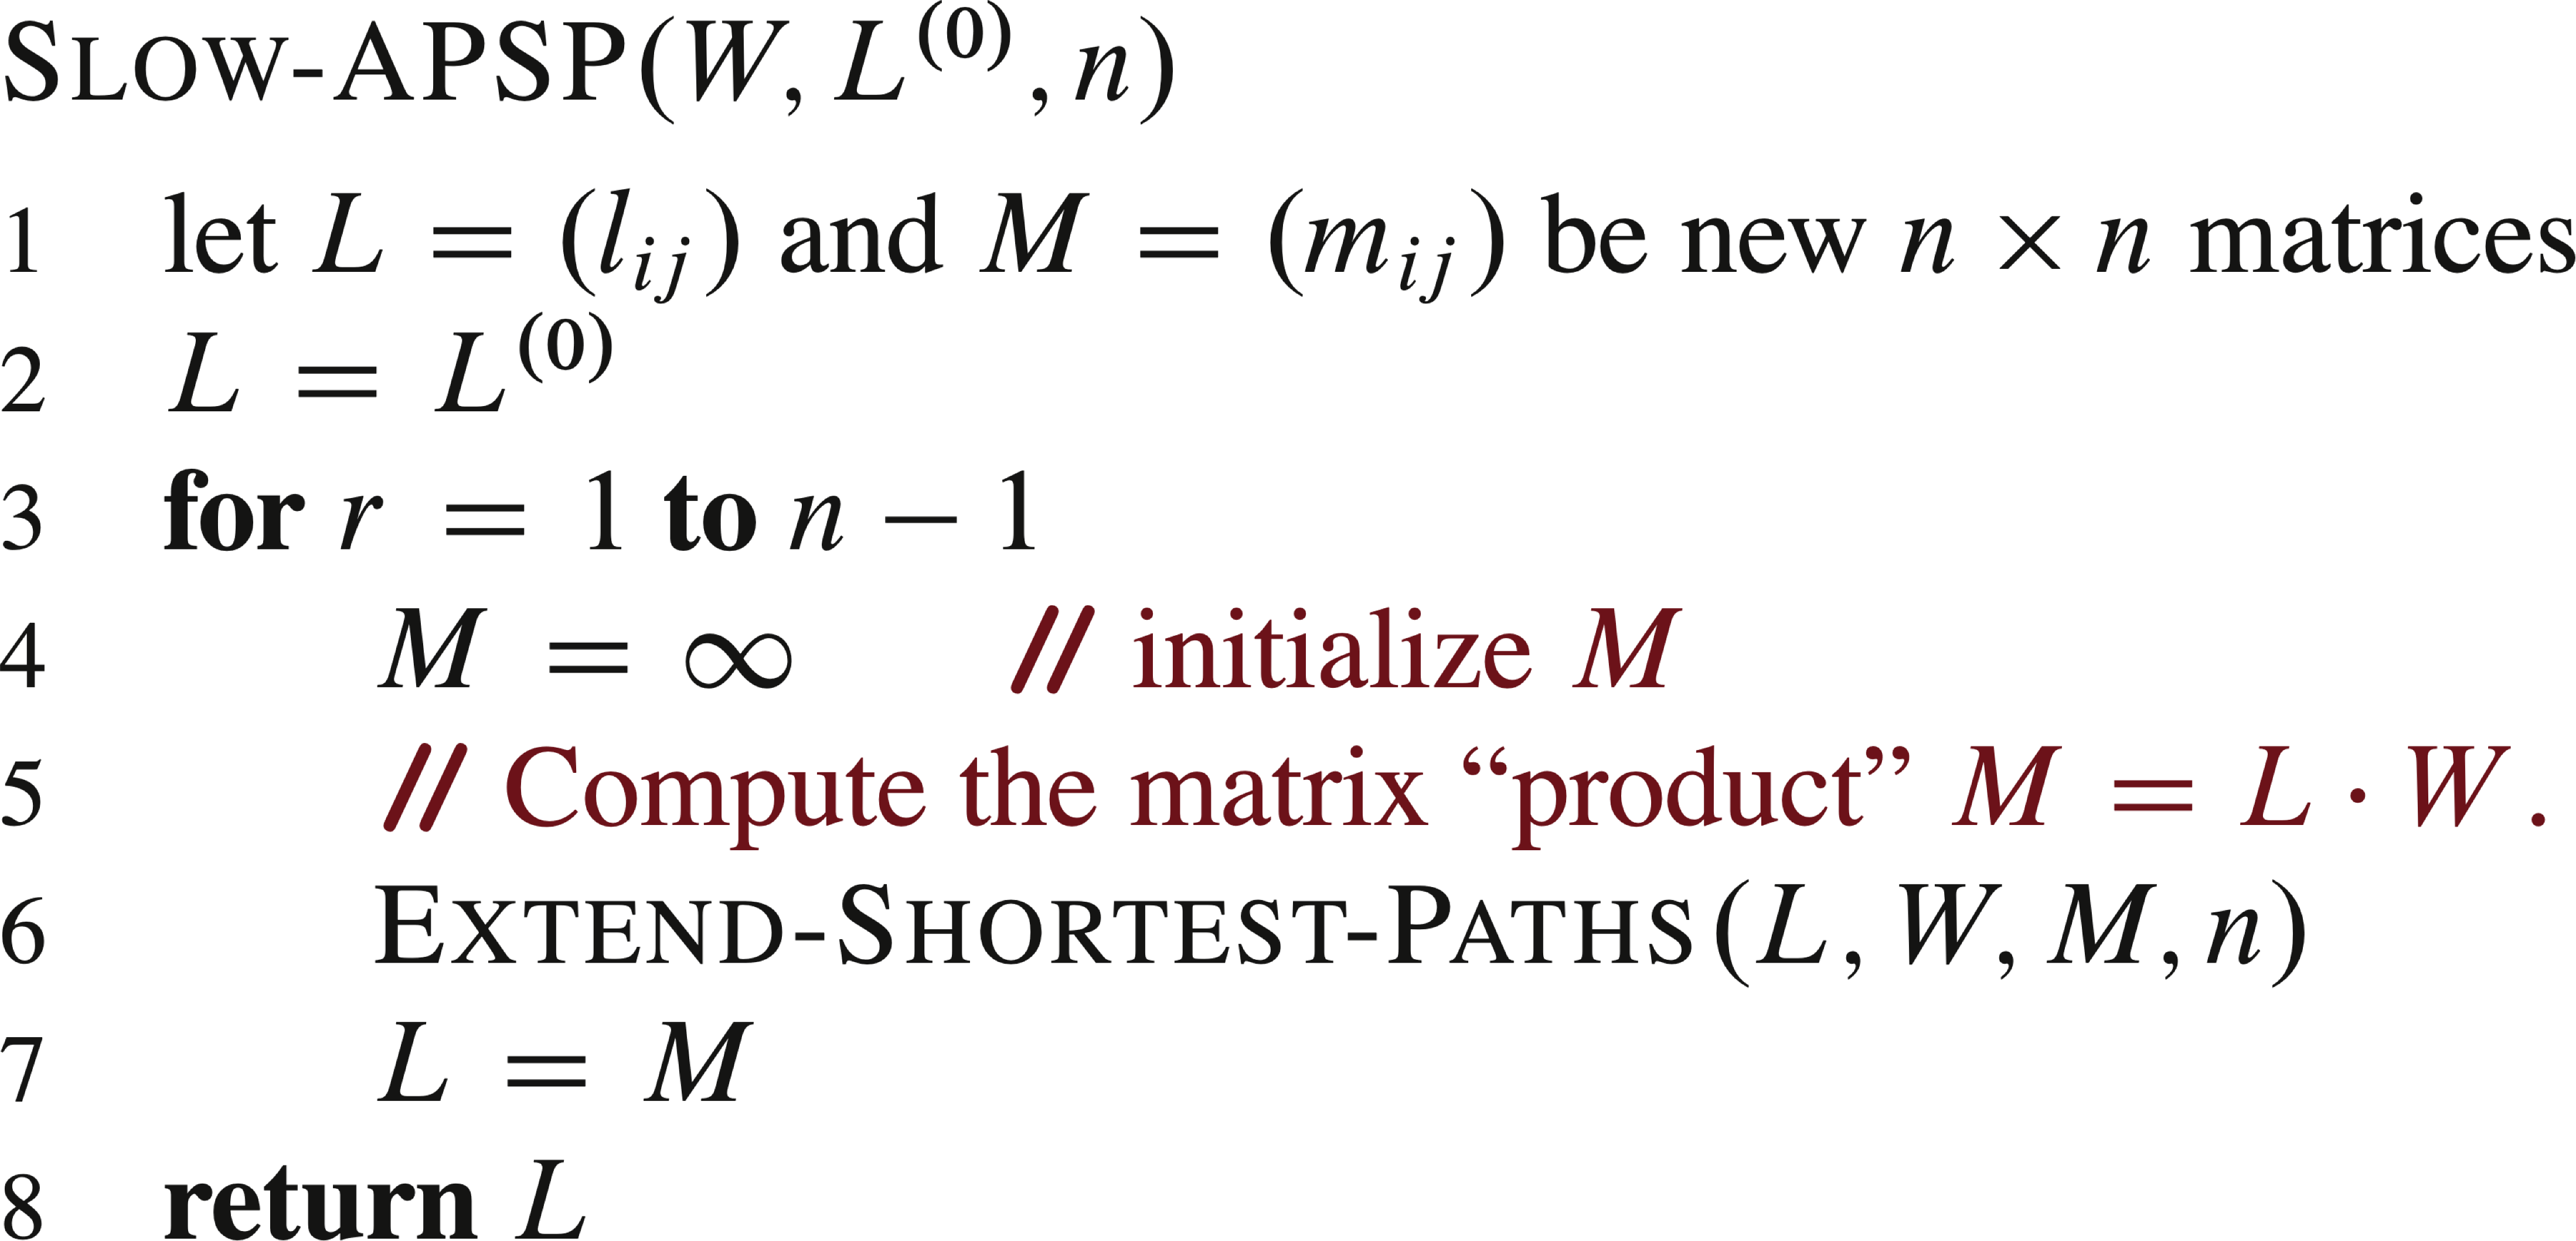 SLOW-APSP(W, L^(0), n)
1 let L = (l_ij) and M = (m_ij) be new n × n matrices
2 L = L^(0)
3 for r = 1 to n − 1
4 M = ∞ // initialize M
5 // Compute the matrix “product” M = L · W.
6 EXTEND-SHORTEST-PATHS(L, W, M, n)
7 L = M
8 return L